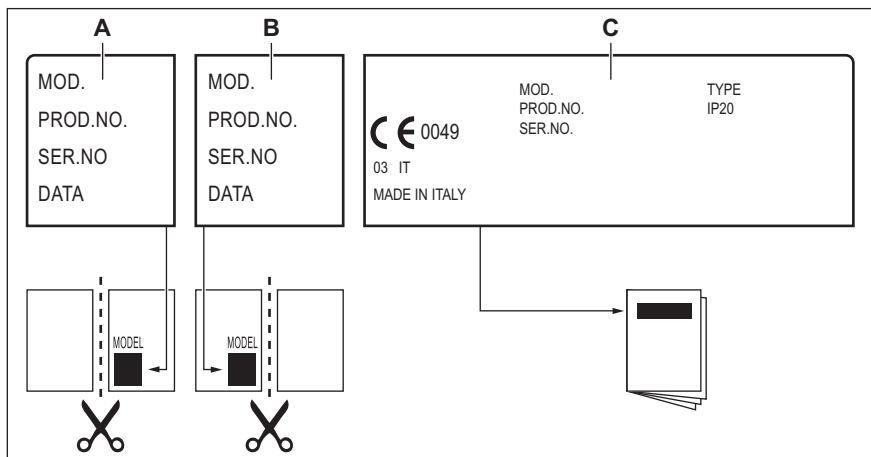 A
B
C
MOD.
PROD.NO.
SER.NO
DATA
MOD.
PROD.NO.
SER.NO
DATA
MOD.
PROD.NO.
SER.NO.
TYPE
IP20
CE 0049
03 IT
MADE IN ITALY
MODEL
MODEL